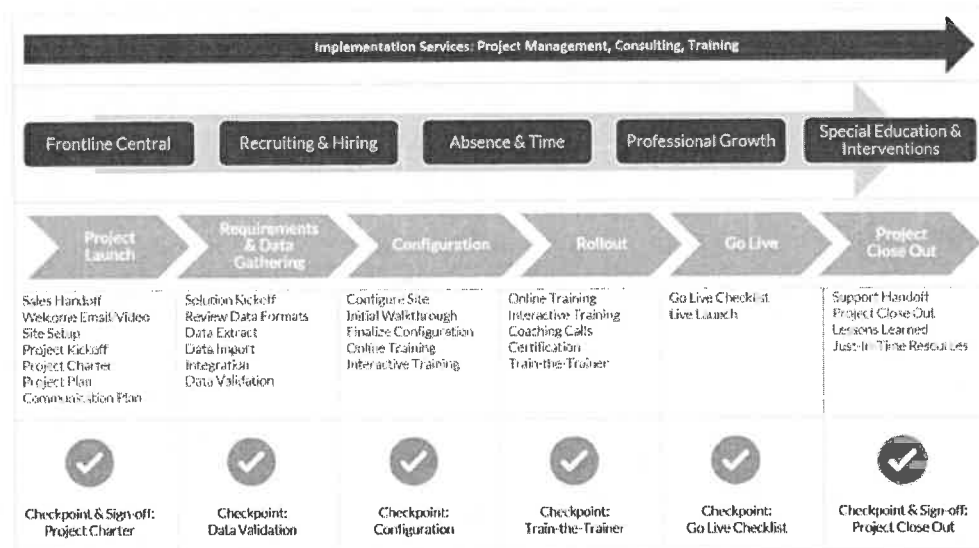 Implementation Services: Project Management, Consulting, Training
Frontline Central
Recruiting & Hiring
Absence & Time
Professional Growth
Special Education &
Interventions
Project
Launch
Requirements
& Data
Gathering
Configuration
Rollout
Go Live
Project
Close Out
Sales Handoff
Welcome Email/Video
Site Setup
Project Kickoff
Project Charter
Project Plan
Communication Plan
Solution Kickoff
Review Data Formats
Data Extract
Data Import
Integration
Data Validation
Configure Site
Initial Walkthrough
Finalize Configuration
Online Training
Interactive Training
Online Training
Interactive Training
Coaching Calls
Certification
Train-the-Trainer
Go Live Checklist
Live Launch
Support Handoff
Project Close Out
Lessons Learned
Just-In-Time Resources
Checkpoint & Sign-off:
Project Charter
Checkpoint:
Data Validation
Checkpoint:
Configuration
Checkpoint:
Train-the-Trainer
Checkpoint:
Go Live Checklist
Checkpoint & Sign-off:
Project Close Out